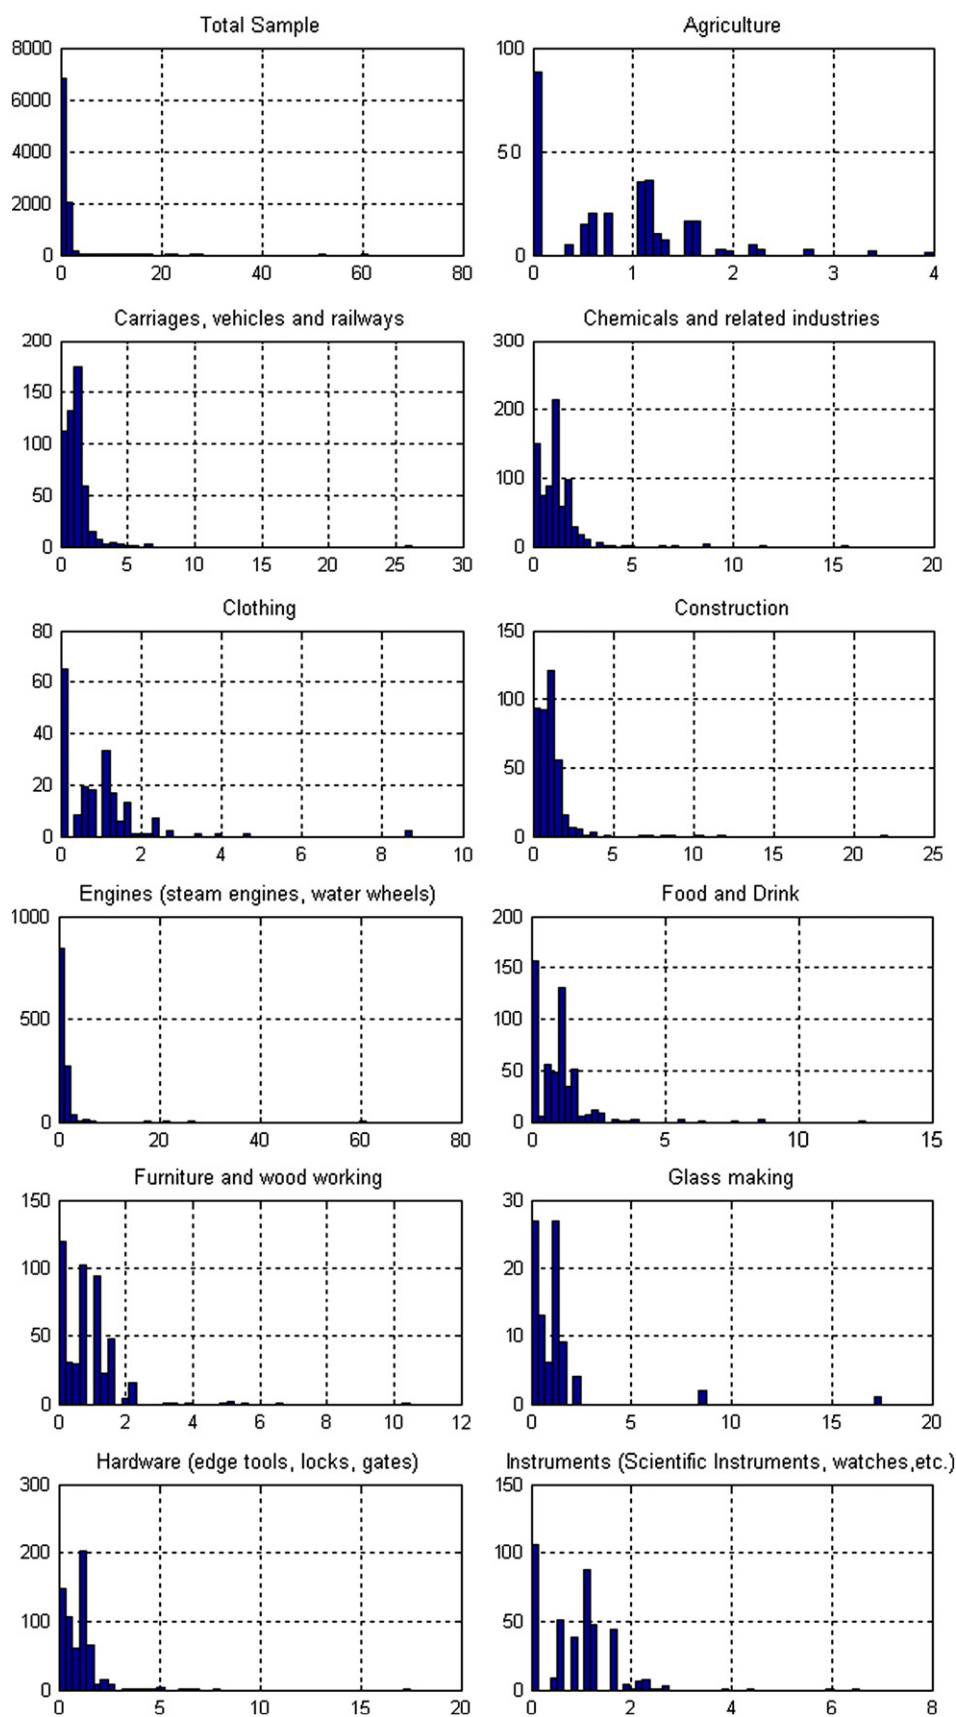 Total Sample
8000
6000
4000
2000
0
0 20 40 60 80
Agriculture
100
50
0
0 1 2 3 4
Carriages, vehicles and railways
200
150
100
50
0
0 5 10 15 20 25 30
Chemicals and related industries
300
200
100
0
0 5 10 15 20
Clothing
80
60
40
20
0
0 2 4 6 8 10
Construction
150
100
50
0
0 5 10 15 20 25
Engines (steam engines, water wheels)
1000
500
0
0 20 40 60 80
Food and Drink
200
150
100
50
0
0 5 10 15
Furniture and wood working
150
100
50
0
0 2 4 6 8 10 12
Glass making
30
20
10
0
0 5 10 15 20
Hardware (edge tools, locks, gates)
300
200
100
0
0 5 10 15 20
Instruments (Scientific Instruments, watches,etc.)
150
100
50
0
0 2 4 6 8